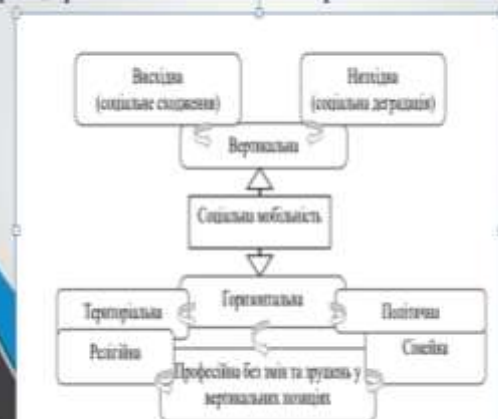 Висхідна
(соціальне сходження)
Низхідна
(соціальна деградація)
Вертикальна
Соціальна мобільність
Горизонтальна
Територіальна
Політична
Релігійна
Сімейна
Професійна без змін та зрушень у
вертикальних позиціях